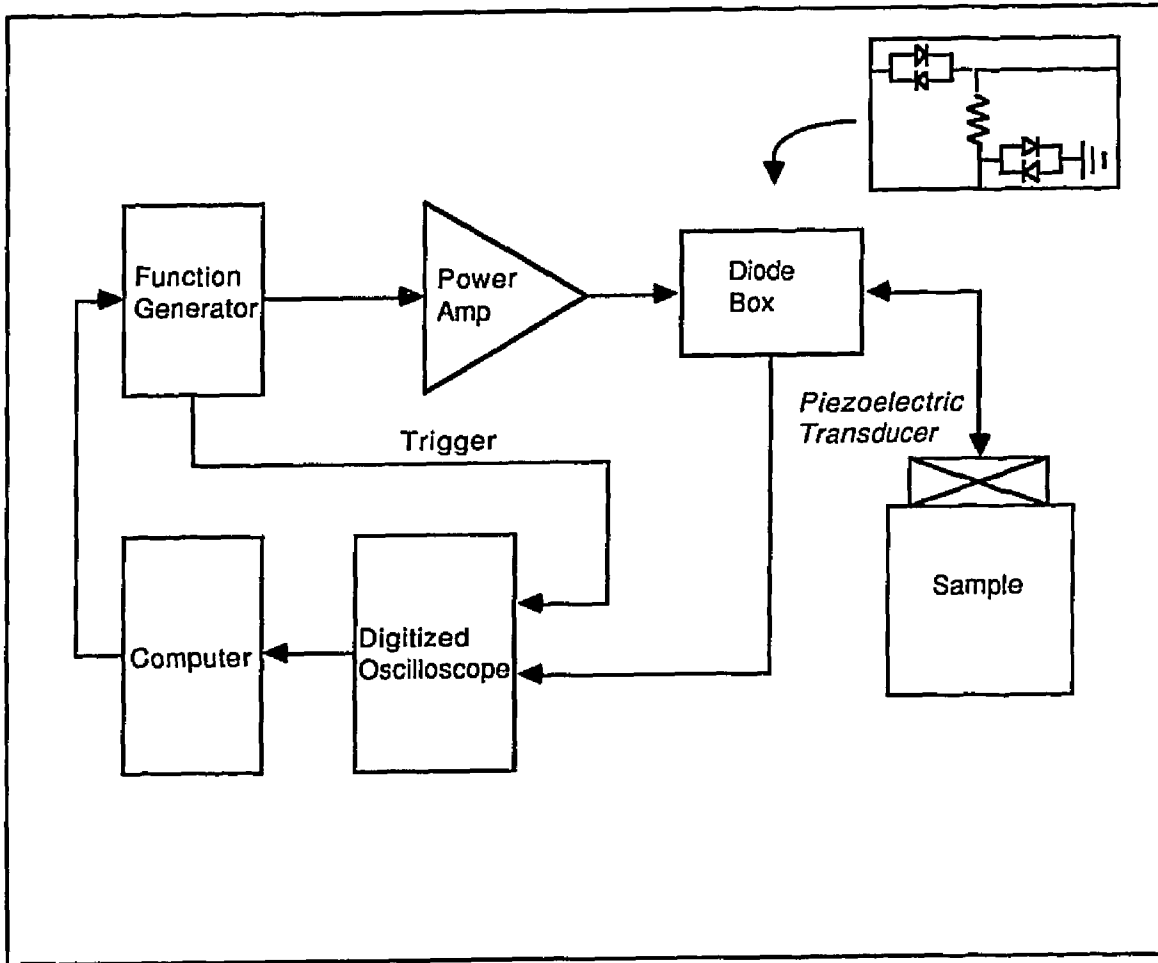 Function
Generator
Power
Amp
Diode
Box
Piezoelectric
Transducer
Trigger
Computer
Digitized
Oscilloscope
Sample